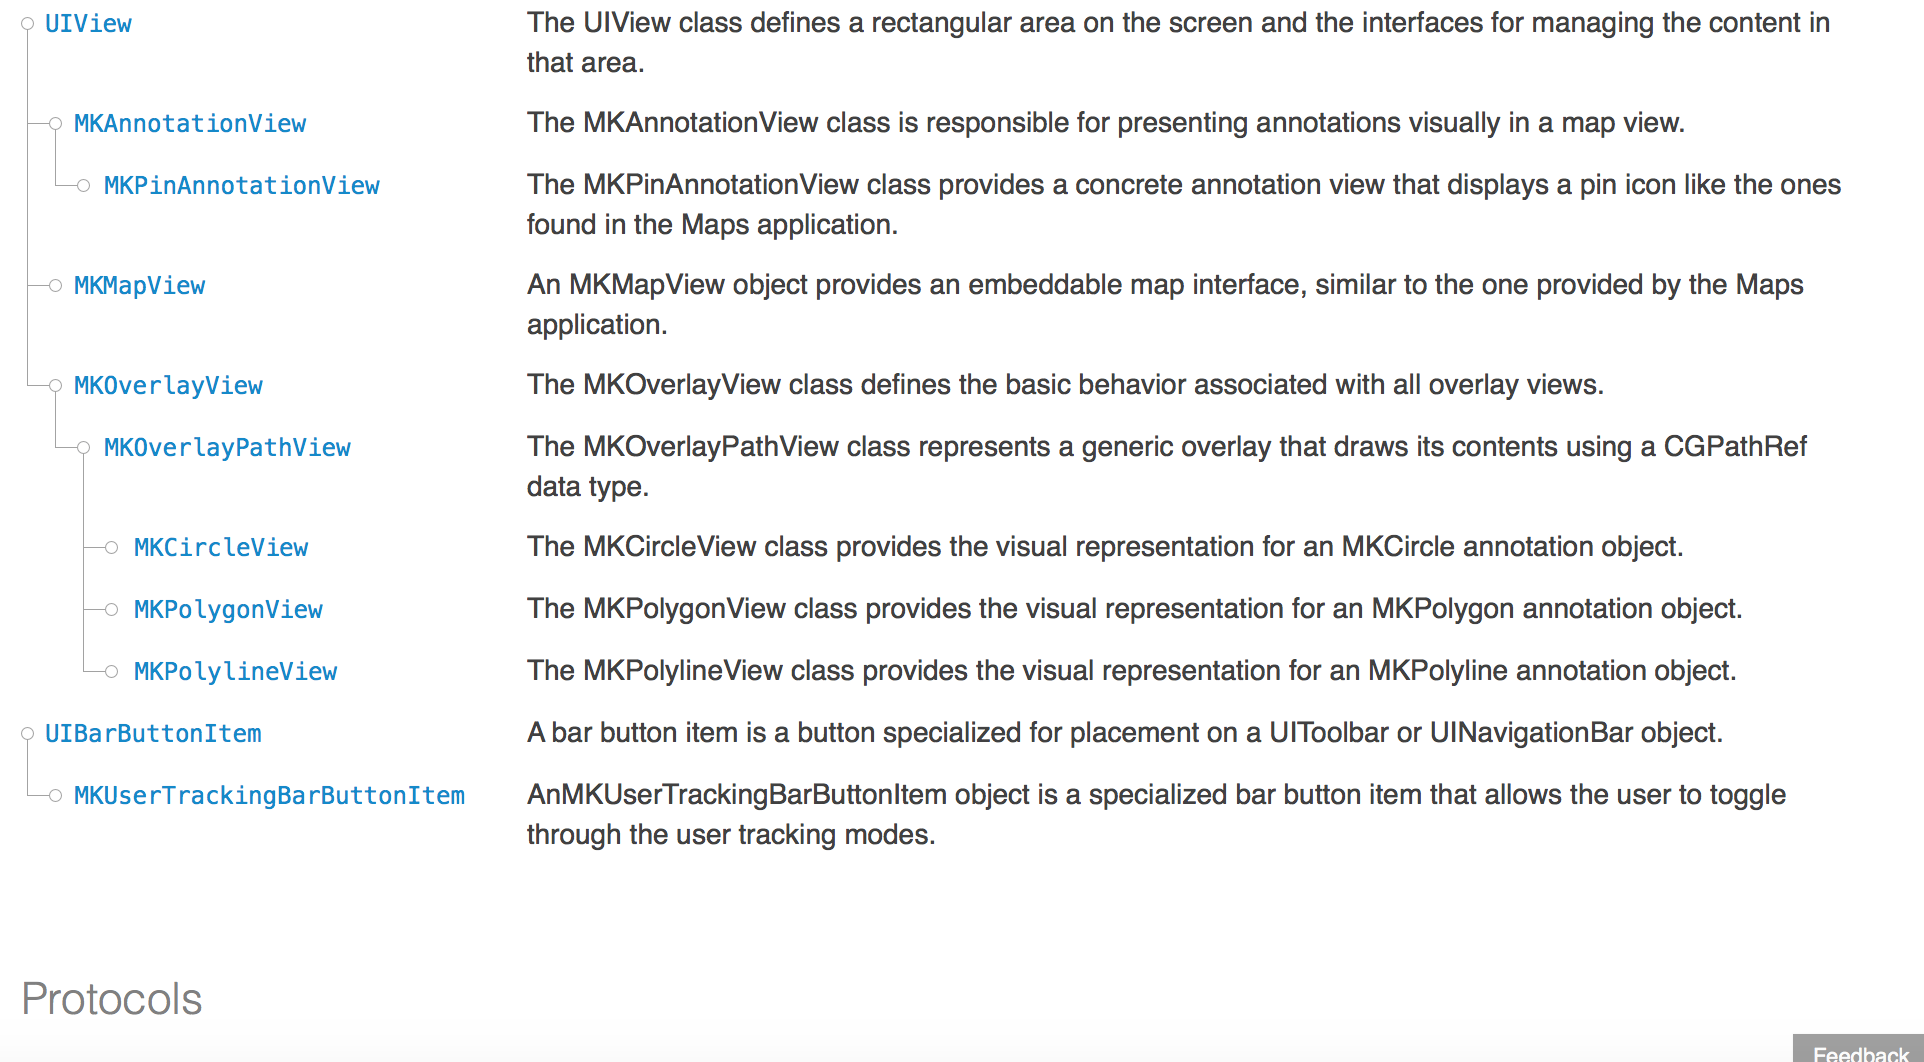 UIView
The UIView class defines a rectangular area on the screen and the interfaces for managing the content in
that area.
MKAnnotationView
The MKAnnotationView class is responsible for presenting annotations visually in a map view.
MKPinAnnotationView
The MKPinAnnotationView class provides a concrete annotation view that displays a pin icon like the ones
found in the Maps application.
MKMapView
An MKMapView object provides an embeddable map interface, similar to the one provided by the Maps
application.
MKOverlayView
The MKOverlayView class defines the basic behavior associated with all overlay views.
MKOverlayPathView
The MKOverlayPathView class represents a generic overlay that draws its contents using a CGPathRef
data type.
MKCircleView
The MKCircleView class provides the visual representation for an MKCircle annotation object.
MKPolygonView
The MKPolygonView class provides the visual representation for an MKPolygon annotation object.
MKPolylineView
The MKPolylineView class provides the visual representation for an MKPolyline annotation object.
UIBarButtonItem
A bar button item is a button specialized for placement on a UIToolbar or UINavigationBar object.
MKUserTrackingBarButtonItem
AnMKUserTrackingBarButtonItem object is a specialized bar button item that allows the user to toggle
through the user tracking modes.
Protocols
Feedback